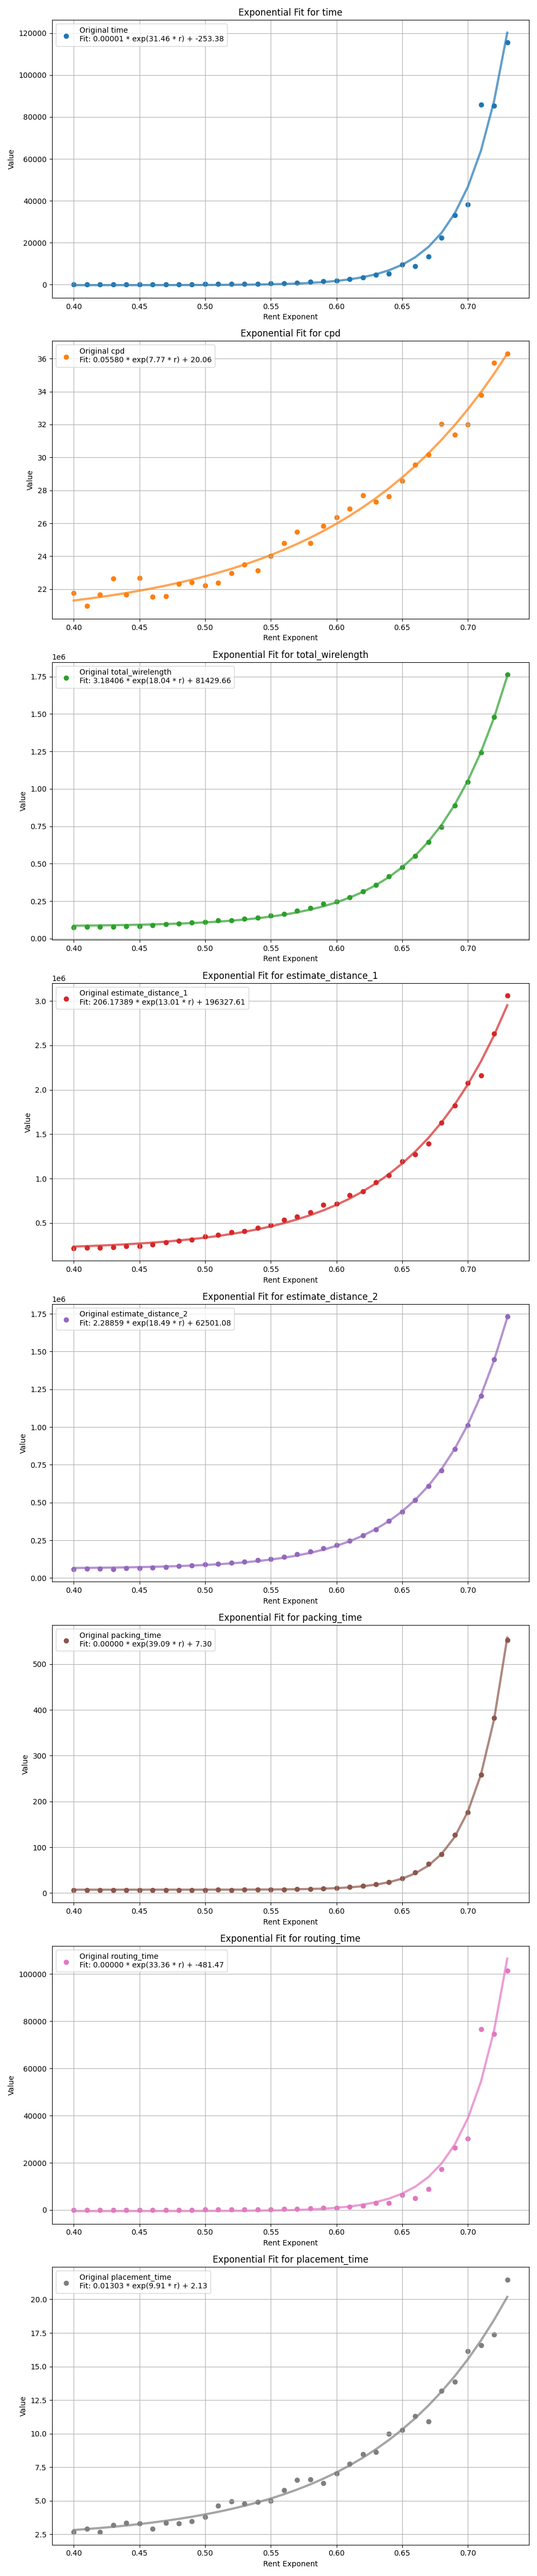 Exponential Fit for time
Original time
Fit: 0.00001 * exp(31.46 * r) + -253.38
120000
100000
80000
60000
40000
20000
0
Value
0.40 0.45 0.50 0.55 0.60 0.65 0.70
Rent Exponent
Exponential Fit for cpd
Original cpd
Fit: 0.05580 * exp(7.77 * r) + 20.06
36
34
32
30
28
26
24
22
Value
0.40 0.45 0.50 0.55 0.60 0.65 0.70
Rent Exponent
Exponential Fit for total_wirelength
1e6
Original total_wirelength
Fit: 3.18406 * exp(18.04 * r) + 81429.66
1.75
1.50
1.25
1.00
0.75
0.50
0.25
0.00
Value
0.40 0.45 0.50 0.55 0.60 0.65 0.70
Rent Exponent
Exponential Fit for estimate_distance_1
1e6
Original estimate_distance_1
Fit: 206.17389 * exp(13.01 * r) + 196327.61
3.0
2.5
2.0
1.5
1.0
0.5
Value
0.40 0.45 0.50 0.55 0.60 0.65 0.70
Rent Exponent
Exponential Fit for estimate_distance_2
1e6
Original estimate_distance_2
Fit: 2.28859 * exp(18.49 * r) + 62501.08
1.75
1.50
1.25
1.00
0.75
0.50
0.25
0.00
Value
0.40 0.45 0.50 0.55 0.60 0.65 0.70
Rent Exponent
Exponential Fit for packing_time
Original packing_time
Fit: 0.00000 * exp(39.09 * r) + 7.30
500
400
300
200
100
0
Value
0.40 0.45 0.50 0.55 0.60 0.65 0.70
Rent Exponent
Exponential Fit for routing_time
Original routing_time
Fit: 0.00000 * exp(33.36 * r) + -481.47
100000
80000
60000
40000
20000
0
Value
0.40 0.45 0.50 0.55 0.60 0.65 0.70
Rent Exponent
Exponential Fit for placement_time
Original placement_time
Fit: 0.01303 * exp(9.91 * r) + 2.13
20.0
17.5
15.0
12.5
10.0
7.5
5.0
2.5
Value
0.40 0.45 0.50 0.55 0.60 0.65 0.70
Rent Exponent